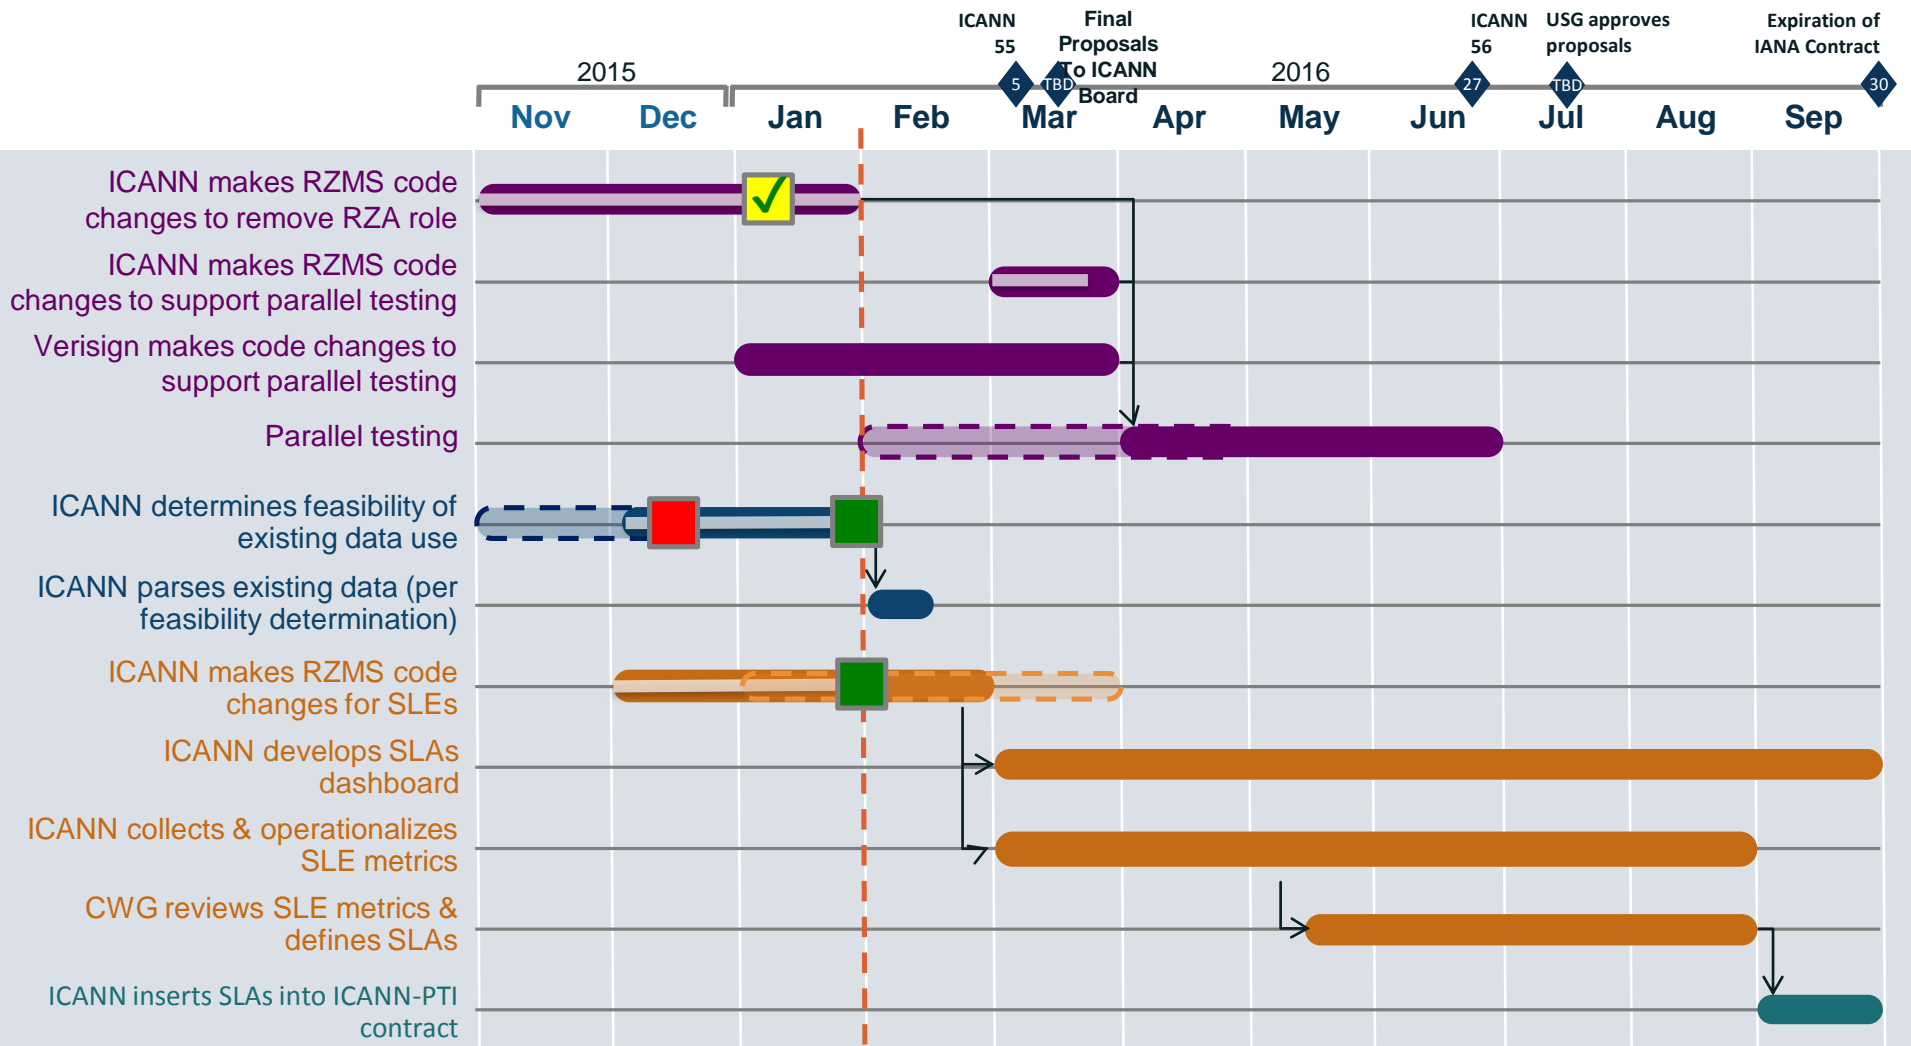 ICANN
55
Final
Proposals
To ICANN
Board
ICANN
56
USG approves
proposals
Expiration of
IANA Contract
2015
2016
5
TBD
27
TBD
30
Nov
Dec
Jan
Feb
Mar
Apr
May
Jun
Jul
Aug
Sep
ICANN makes RZMS code
changes to remove RZA role
ICANN makes RZMS code
changes to support parallel testing
Verisign makes code changes to
support parallel testing
Parallel testing
ICANN determines feasibility of
existing data use
ICANN parses existing data (per
feasibility determination)
ICANN makes RZMS code
changes for SLEs
ICANN develops SLAs
dashboard
ICANN collects & operationalizes
SLE metrics
CWG reviews SLE metrics &
defines SLAs
ICANN inserts SLAs into ICANN-PTI
contract